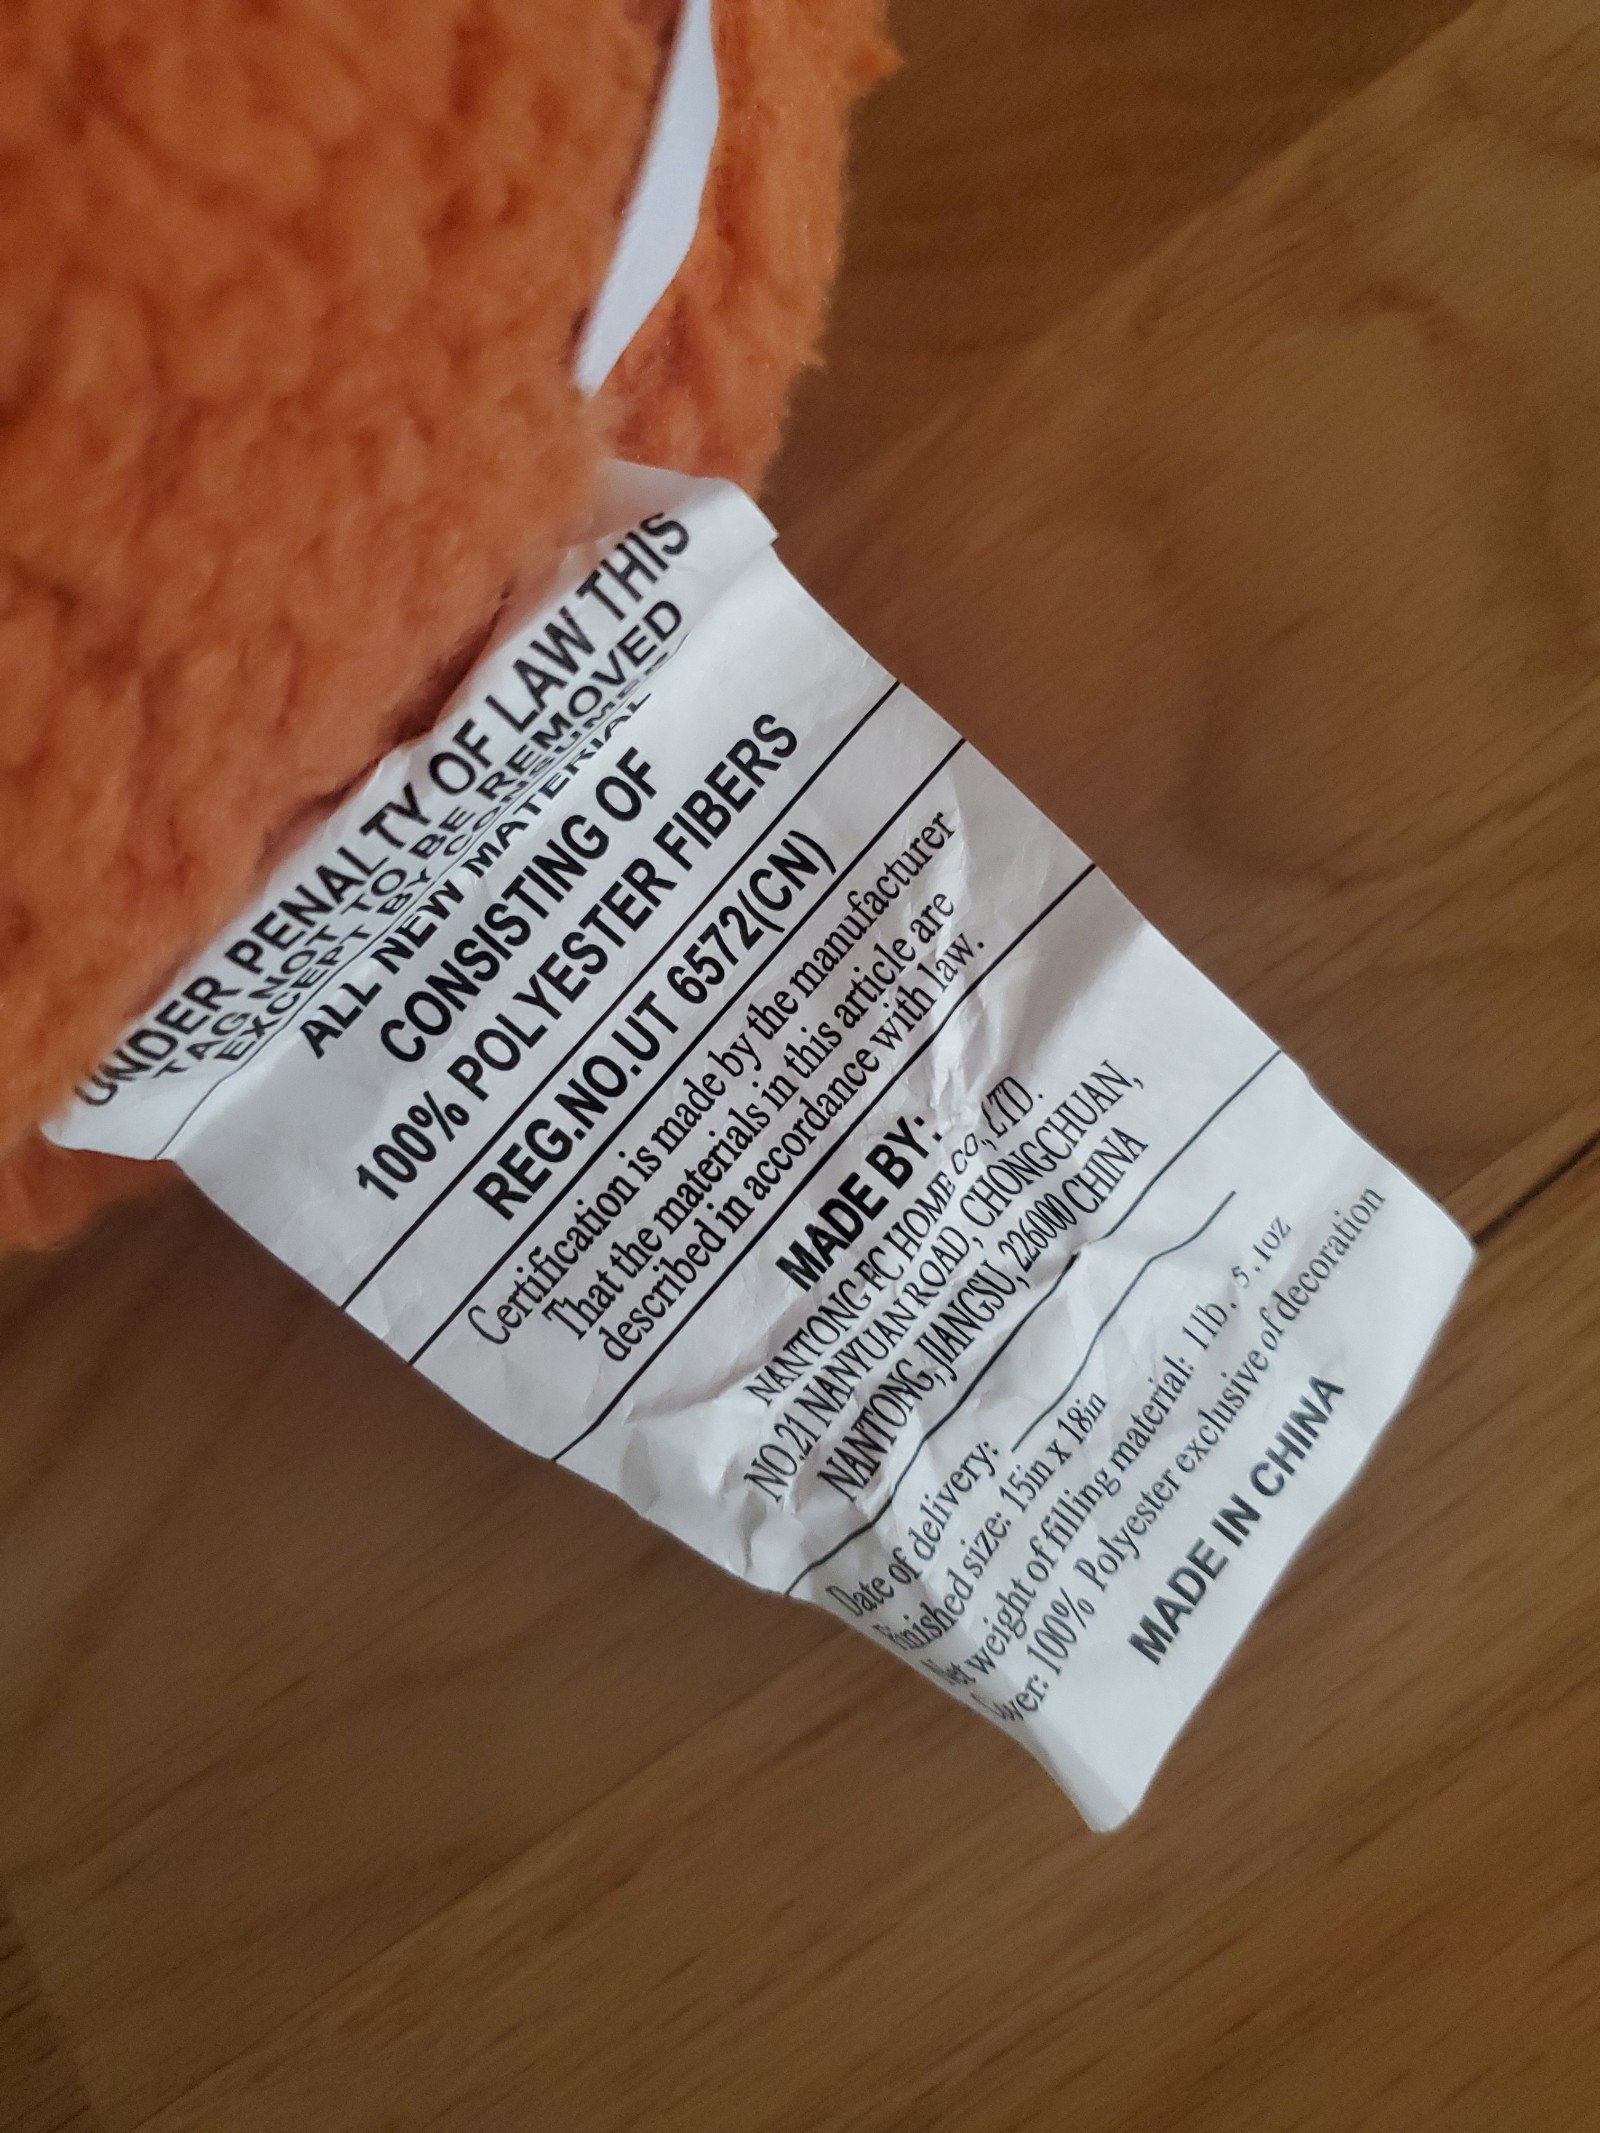 UNDER PENALTY OF LAW THIS
TAG NOT TO BE REMOVED
EXCEPT BY CONSUMER
ALL NEW MATERIAL
CONSISTING OF
100% POLYESTER FIBERS
REG.NO.UT 6572(CN)
Certification is made by the manufacturer
That the materials in this article are
described in accordance with law.
MADE BY:
NANTONG FC HOME CO.,LTD.
NO.21 NANYUAN ROAD, CHONGCHUAN,
NANTONG, JIANGSU, 226000 CHINA
Date of delivery:
Finished size: 15in x 18in
Net weight of filling material: 1lb. 5.1oz
Cover: 100% Polyester exclusive of decoration
MADE IN CHINA